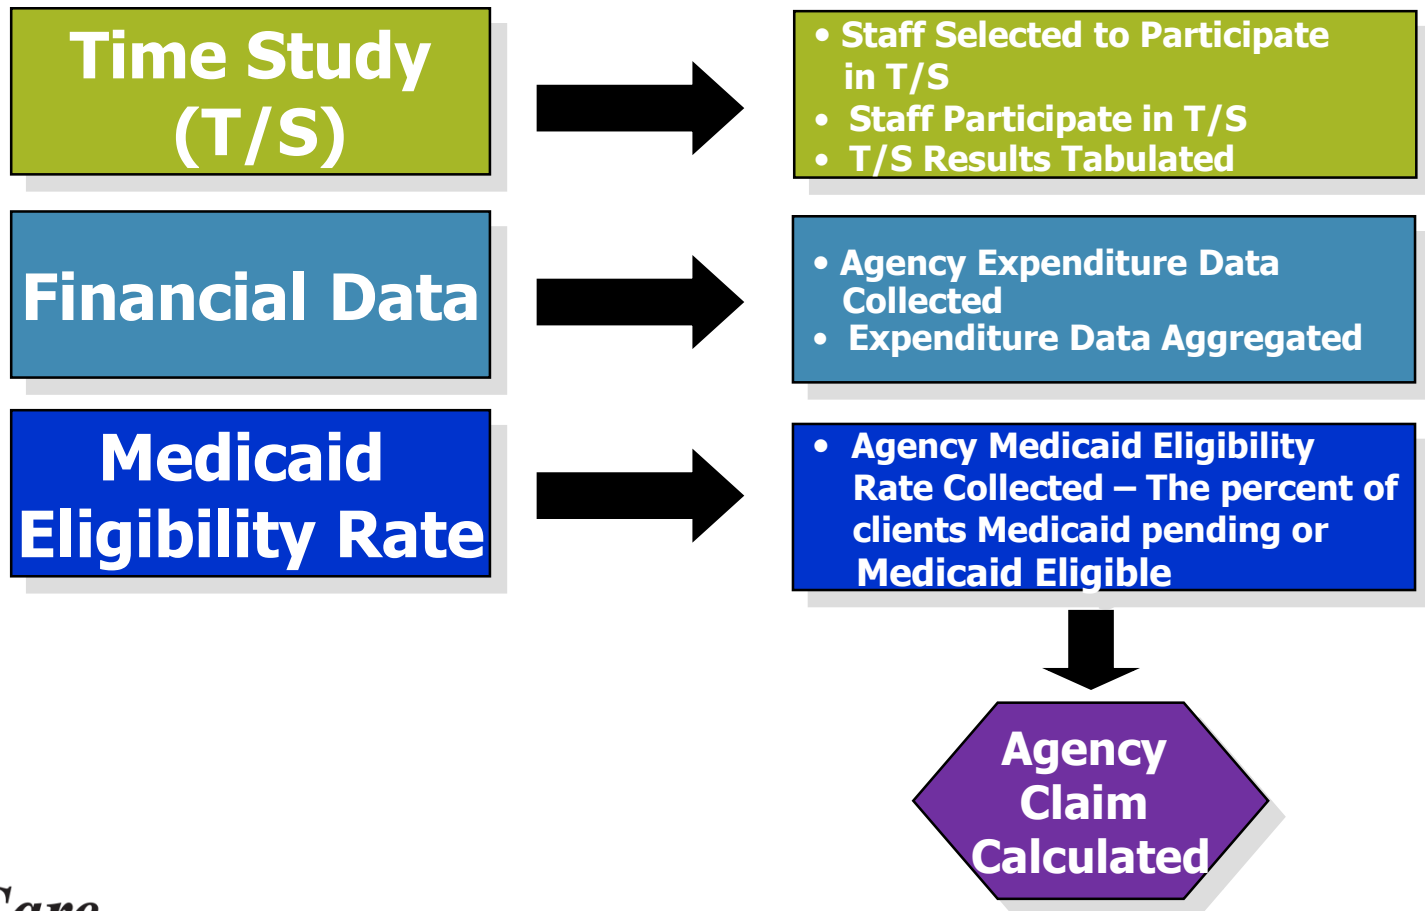 Time Study
(T/S)
• Staff Selected to Participate
in T/S
• Staff Participate in T/S
• T/S Results Tabulated
Financial Data
• Agency Expenditure Data
Collected
• Expenditure Data Aggregated
Medicaid
Eligibility Rate
• Agency Medicaid Eligibility
Rate Collected – The percent of
clients Medicaid pending or
Medicaid Eligible
Agency
Claim
Calculated